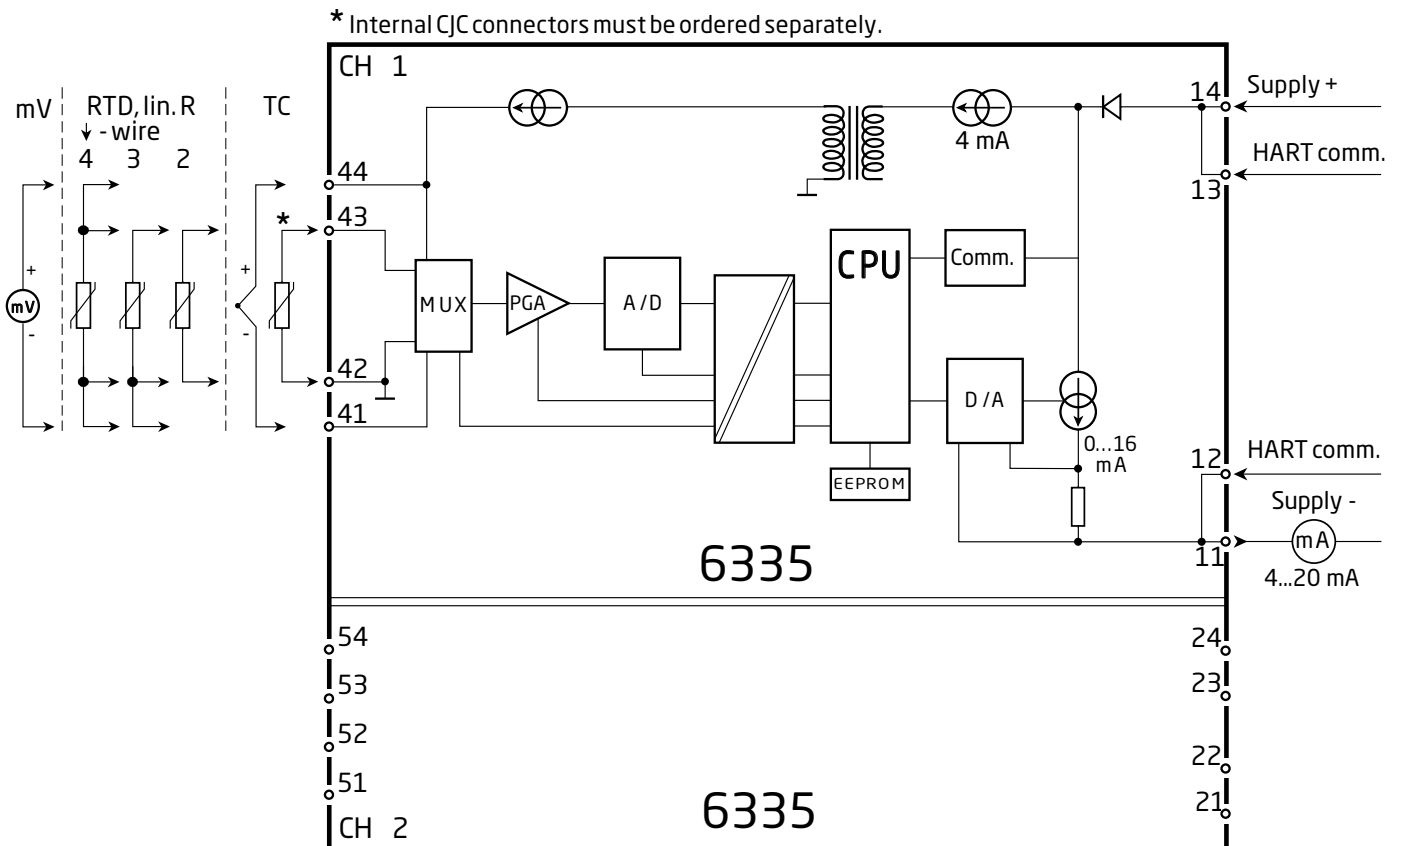 * Internal CJC connectors must be ordered separately.
CH 1
mV
RTD, lin. R
- wire
4 3 2
TC
14
Supply +
4 mA
HART comm.
13
44
*
43
+
+
mV
-
-
MUX
PGA
A/D
CPU
Comm.
42
41
D/A
0...16
mA
EEPROM
12
HART comm.
Supply -
11
mA
4...20 mA
6335
54
24
53
23
52
22
51
21
6335
CH 2